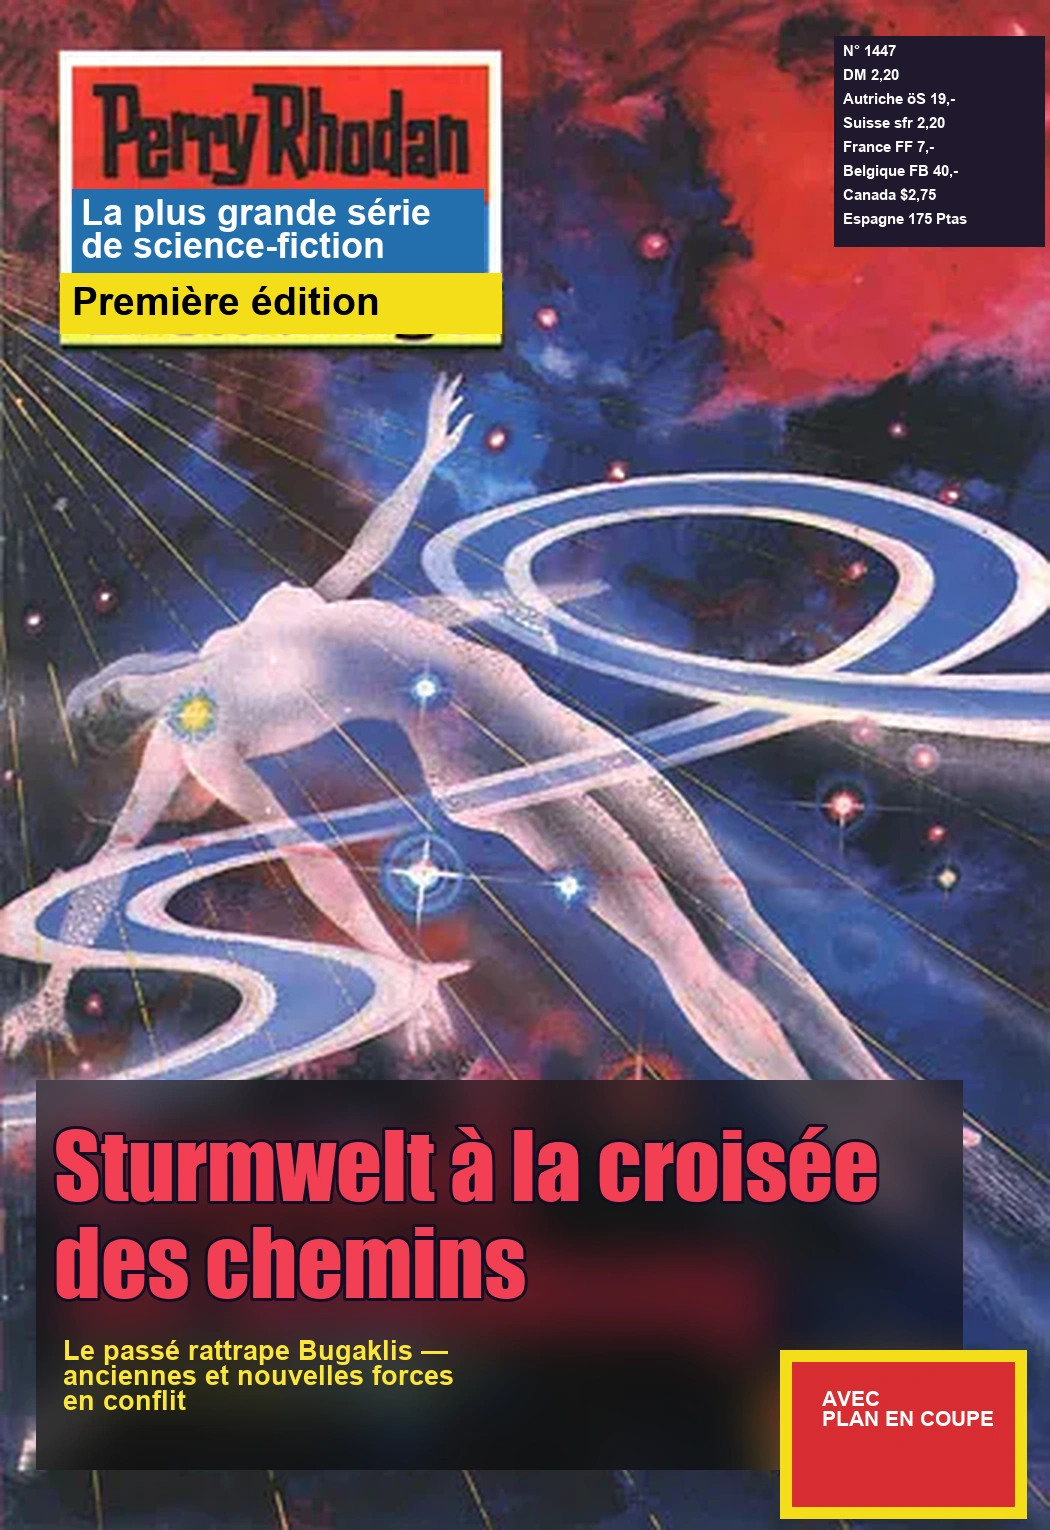 Perry Rhodan
La plus grande série
de science-fiction
Première édition
N° 1447
DM 2,20
Autriche öS 19,-
Suisse sfr 2,20
France FF 7,-
Belgique FB 40,-
Canada $2,75
Espagne 175 Ptas
Sturmwelt à la croisée
des chemins
Le passé rattrape Bugaklis —
anciennes et nouvelles forces
en conflit
AVEC
PLAN EN COUPE